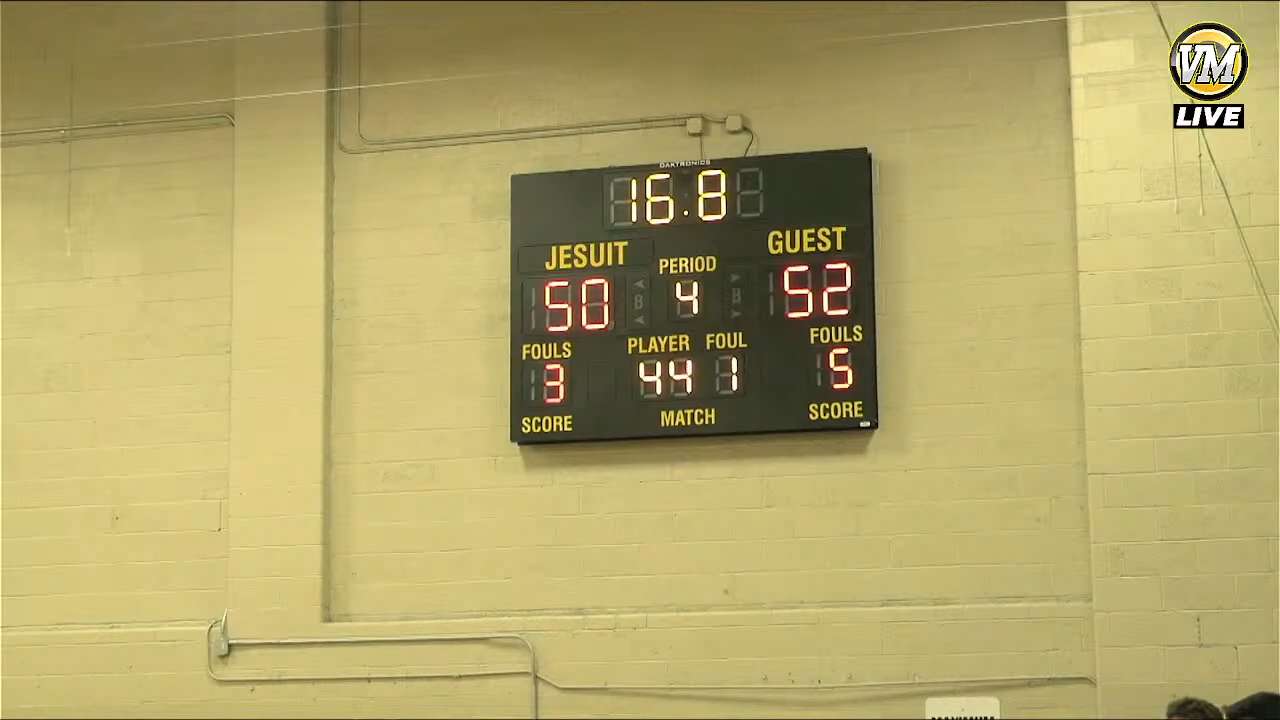 VM
LIVE
DAKTRONICS
16.8
JESUIT GUEST
PERIOD
50 B 4 B 52
FOULS PLAYER FOUL FOULS
3 44 1 5
SCORE MATCH SCORE
MAXIMUM